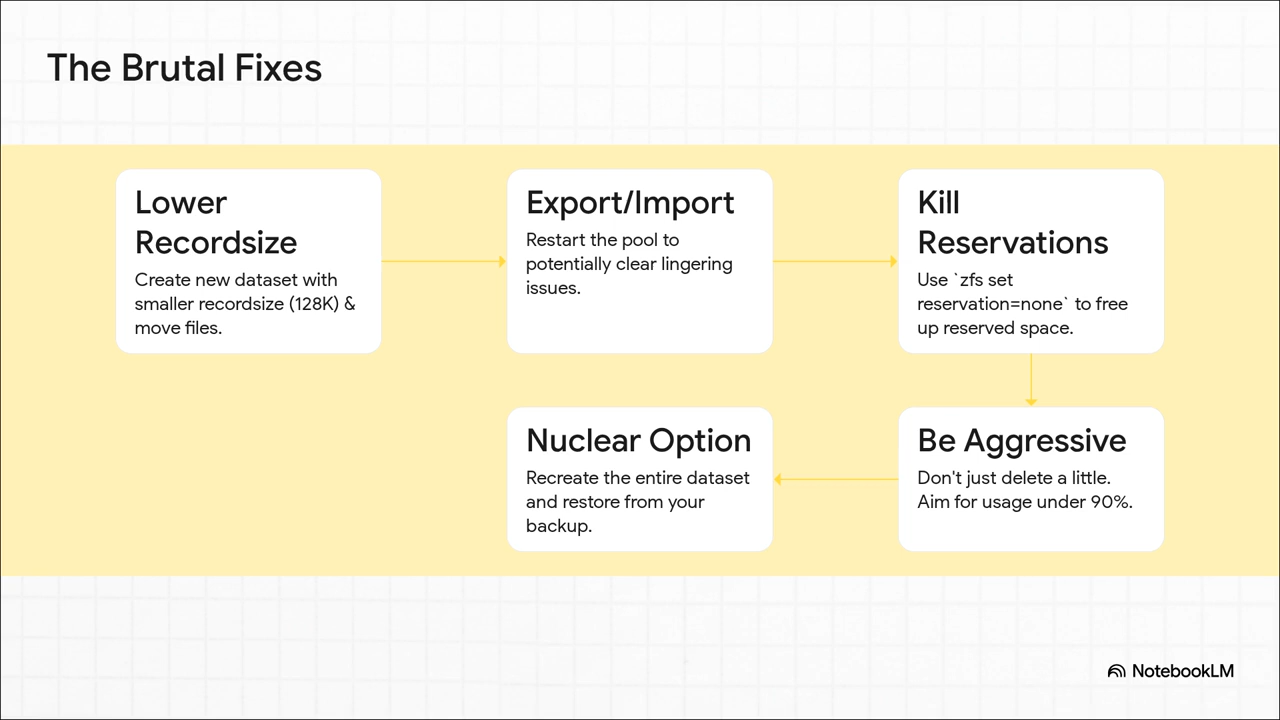 The Brutal Fixes
Lower
Recordsize
Create new dataset with
smaller recordsize (128K) &
move files.
Export/Import
Restart the pool to
potentially clear lingering
issues.
Kill
Reservations
Use `zfs set
reservation=none` to free
up reserved space.
Be Aggressive
Don't just delete a little.
Aim for usage under 90%.
Nuclear Option
Recreate the entire dataset
and restore from your
backup.
NotebookLM